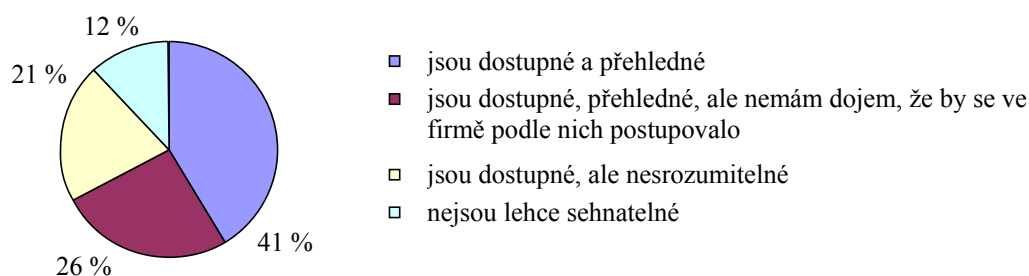 12 %
21 %
26 %
41 %
jsou dostupné a přehledné
jsou dostupné, přehledné, ale nemám dojem, že by se ve
firmě podle nich postupovalo
jsou dostupné, ale nesrozumitelné
nejsou lehce sehnatelné